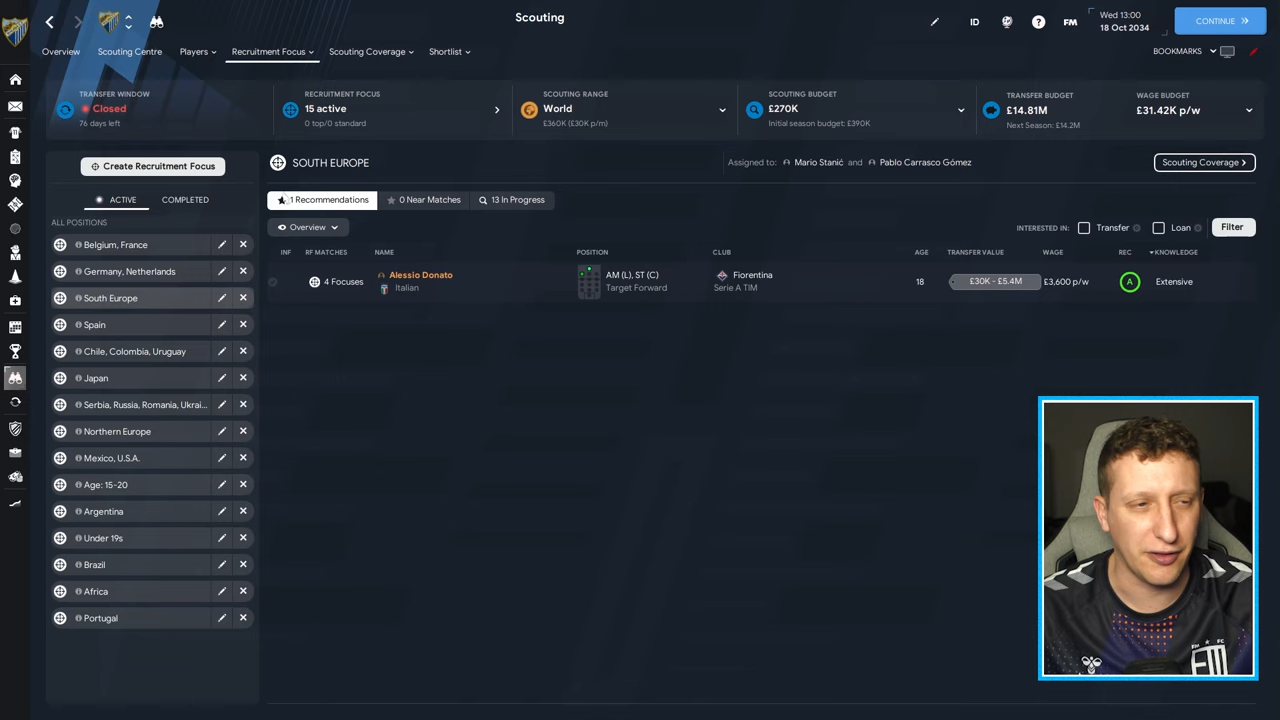 Scouting
ID
FM
Wed 13:00
18 Oct 2034
CONTINUE
Overview
Scouting Centre
Players
Recruitment Focus
Scouting Coverage
Shortlist
BOOKMARKS
TRANSFER WINDOW
Closed
76 days left
RECRUITMENT FOCUS
15 active
0 top/0 standard
SCOUTING RANGE
World
£360K (£30K p/m)
SCOUTING BUDGET
£270K
Initial season budget: £390K
TRANSFER BUDGET
£14.81M
Next Season: £14.2M
WAGE BUDGET
£31.42K p/w
Create Recruitment Focus
ACTIVE
COMPLETED
ALL POSITIONS
Belgium, France
Germany, Netherlands
South Europe
Spain
Chile, Colombia, Uruguay
Japan
Serbia, Russia, Romania, Ukrai...
Northern Europe
Mexico, U.S.A.
Age: 15-20
Argentina
Under 19s
Brazil
Africa
Portugal
SOUTH EUROPE
Assigned to: Mario Stanić and Pablo Carrasco Gómez
Scouting Coverage
1 Recommendations
0 Near Matches
13 In Progress
Overview
INTERESTED IN:
Transfer
Loan
Filter
INF
RF MATCHES
NAME
POSITION
CLUB
AGE
TRANSFER VALUE
WAGE
REC
KNOWLEDGE
4 Focuses
Alessio Donato
Italian
AM (L), ST (C)
Target Forward
Fiorentina
Serie A TIM
18
£30K - £5.4M
£3,600 p/w
A
Extensive